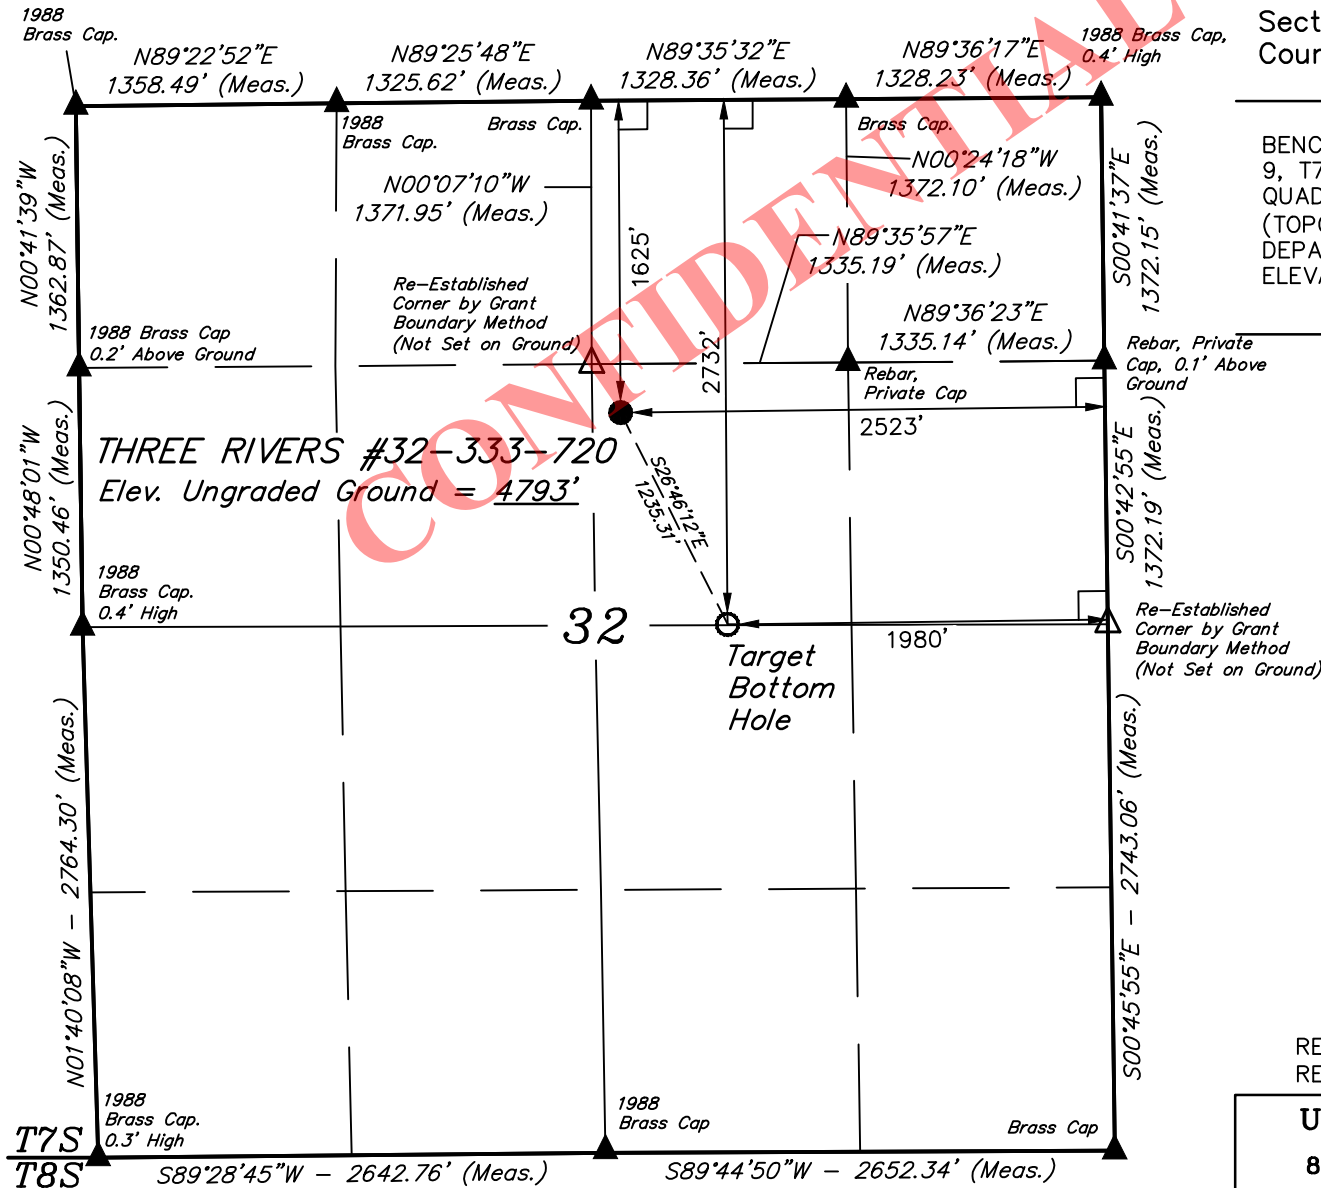 1988
Brass Cap.
N89°22'52"E
1358.49' (Meas.)
N89°25'48"E
1325.62' (Meas.)
N89°35'32"E
1328.36' (Meas.)
N89°36'17"E
1328.23' (Meas.)
1988 Brass Cap,
0.4' High
Sect
Coun
1988
Brass Cap.
Brass Cap.
Brass Cap.
N00°41'39"W
1362.87' (Meas.)
N00°07'10"W
1371.95' (Meas.)
N00°24'18"W
1372.10' (Meas.)
S00°41'37"E
1372.15' (Meas.)
BENC
9, T7
QUAD
(TOPO
DEPA
ELEVA
1625'
2732'
N89°35'57"E
1335.19' (Meas.)
Re-Established
Corner by Grant
Boundary Method
(Not Set on Ground)
N89°36'23"E
1335.14' (Meas.)
1988 Brass Cap
0.2' Above Ground
Rebar,
Private Cap
Rebar, Private
Cap, 0.1' Above
Ground
2523'
THREE RIVERS #32-333-720
Elev. Ungraded Ground = 4793'
N00°48'01"W
1350.46' (Meas.)
S26°46'12"E
1235.31'
S00°42'55"E
1372.19' (Meas.)
CONFIDENTIAL
1988
Brass Cap.
0.4' High
32
1980'
Re-Established
Corner by Grant
Boundary Method
(Not Set on Ground)
Target
Bottom
Hole
N01°40'08"W - 2764.30' (Meas.)
S00°45'55"E - 2743.06' (Meas.)
RE
RE
U
8
1988
Brass Cap.
0.3' High
1988
Brass Cap
Brass Cap
T7S
T8S
S89°28'45"W - 2642.76' (Meas.)
S89°44'50"W - 2652.34' (Meas.)